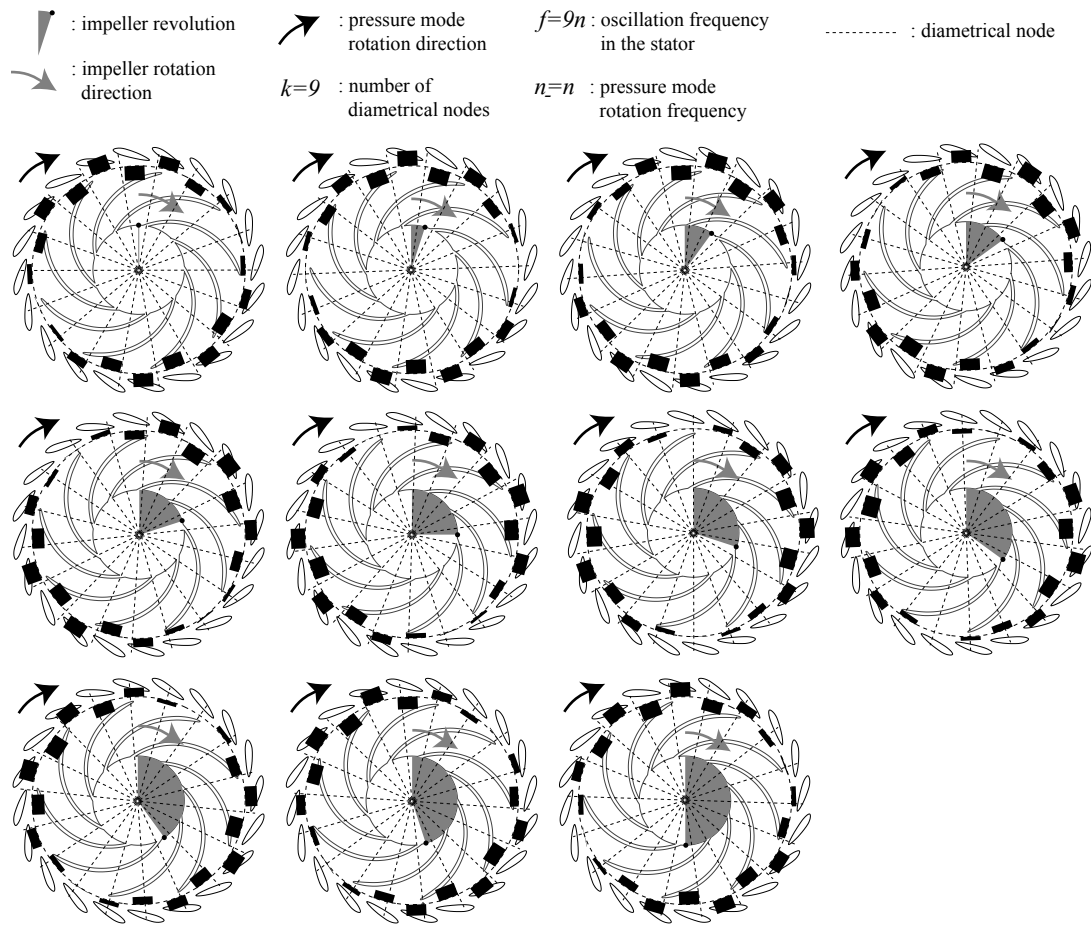 : impeller revolution
: impeller rotation
direction
: pressure mode
rotation direction
k=9 : number of
diametrical nodes
f=9n : oscillation frequency
in the stator
n_=n : pressure mode
rotation frequency
: diametrical node